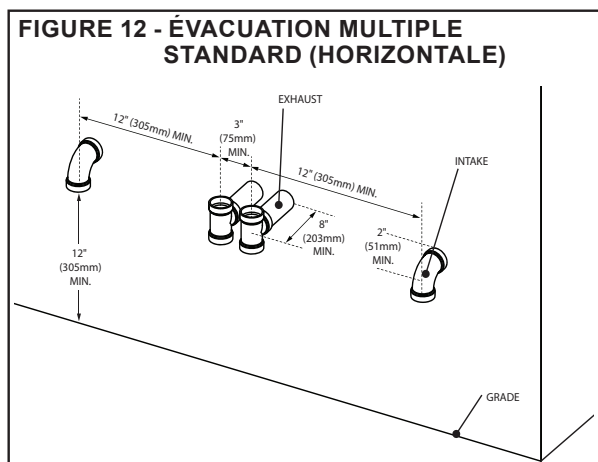 FIGURE 12 - ÉVACUATION MULTIPLE
STANDARD (HORIZONTALE)
EXHAUST
12" (305mm) MIN.
3"
(75mm)
MIN.
12" (305mm) MIN.
INTAKE
8"
(203mm)
MIN.
2"
(51mm)
MIN.
12"
(305mm)
MIN.
GRADE